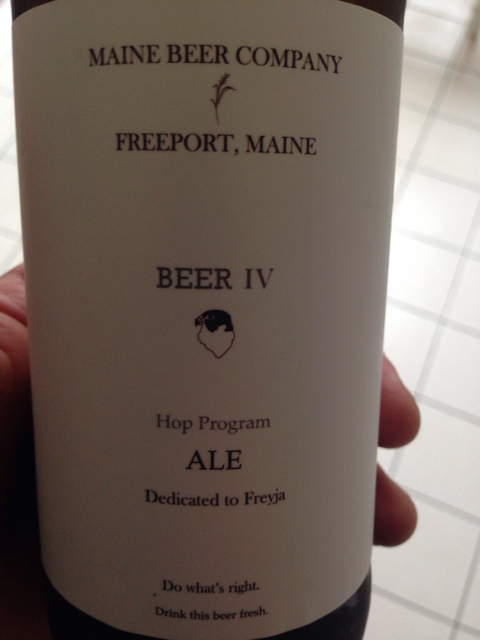 MAINE BEER COMPANY
FREEPORT, MAINE
BEER IV
Hop Program
ALE
Dedicated to Freyja
Do what's right.
Drink this beer fresh.